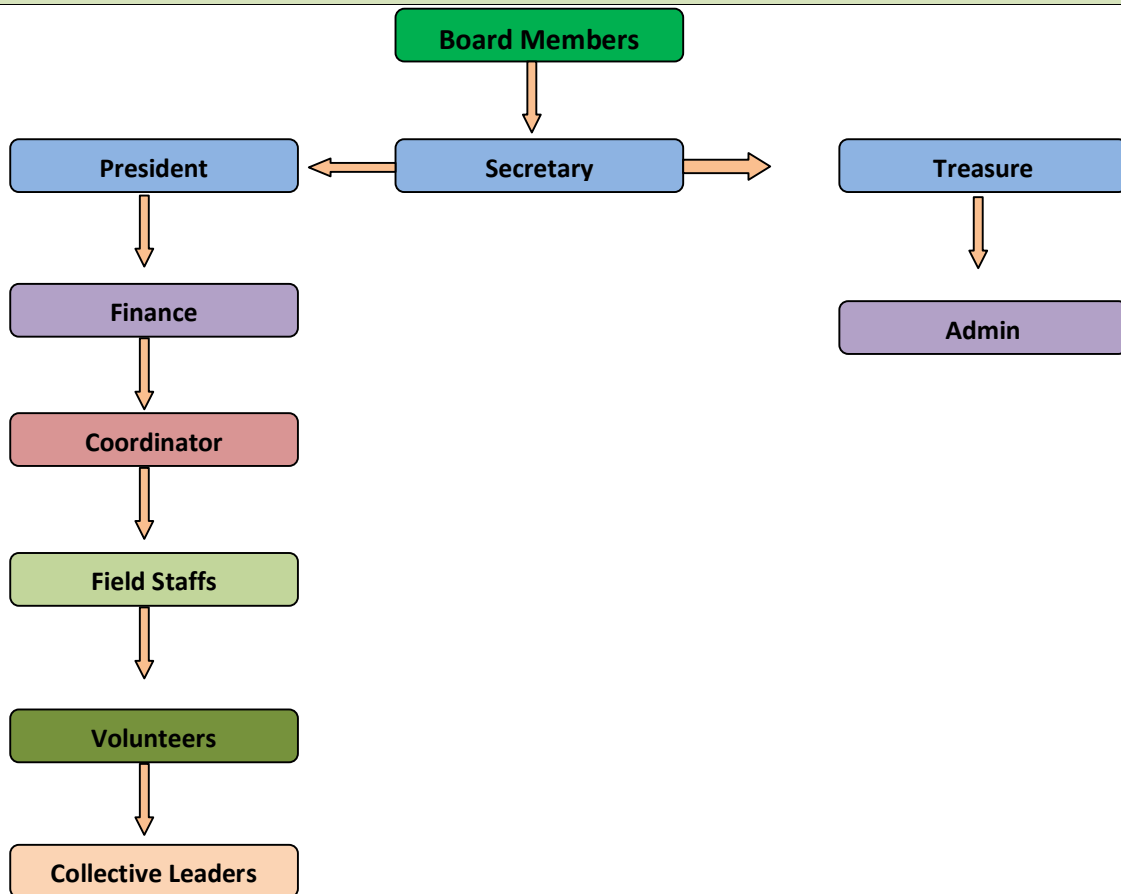 Board Members
President
Secretary
Treasure
Finance
Admin
Coordinator
Field Staffs
Volunteers
Collective Leaders